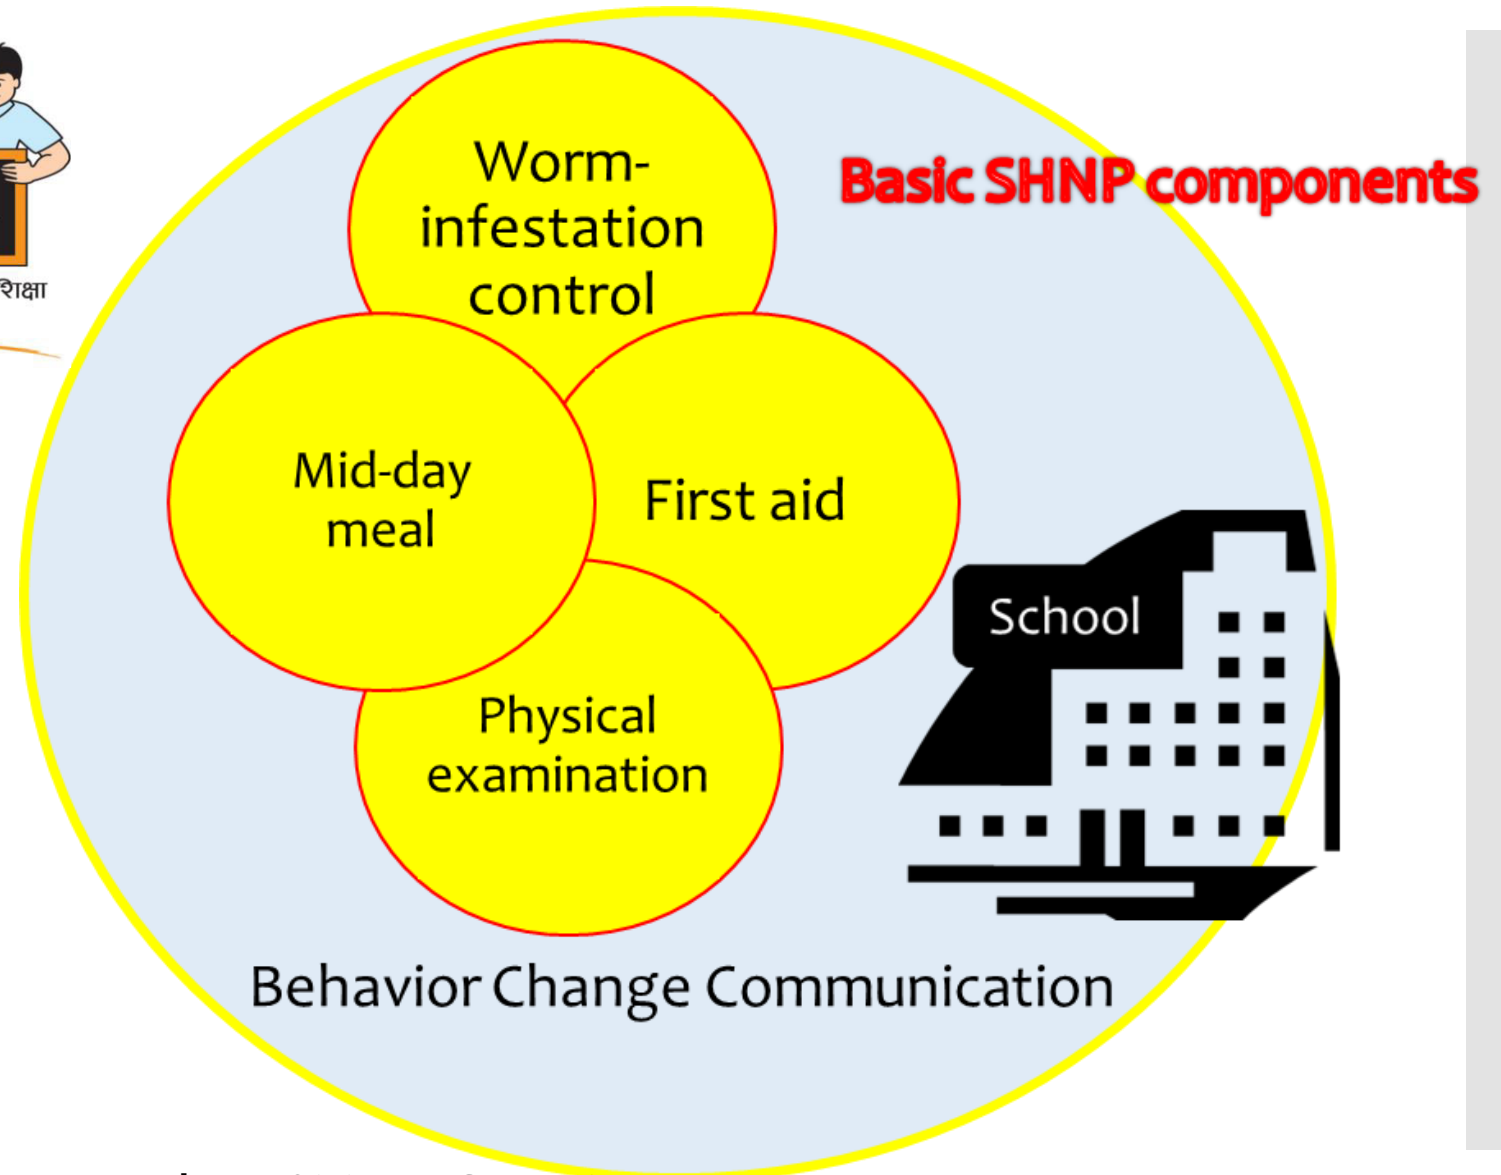 Basic SHNP components
Worm-
infestation
control
Mid-day
meal
First aid
School
Physical
examination
Behavior Change Communication